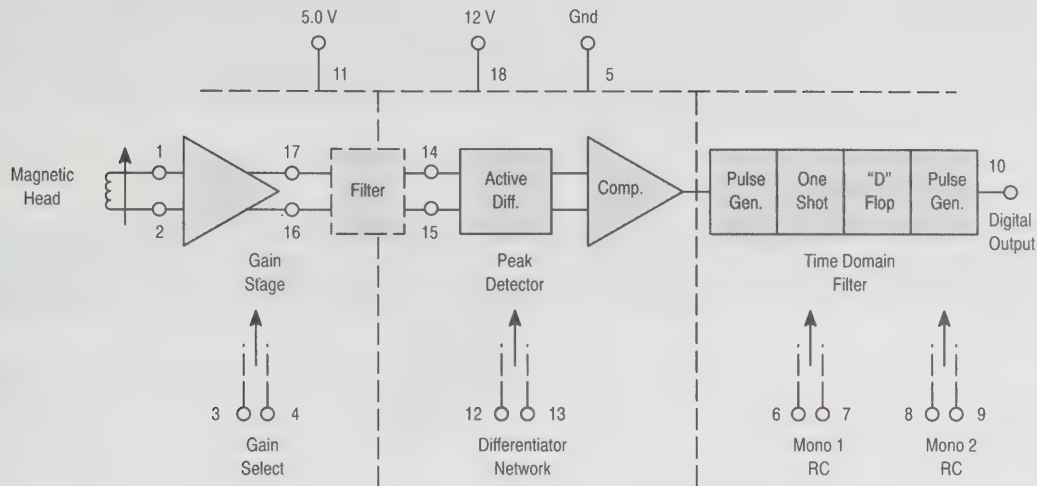 5.0 V
12 V
Gnd
11
18
5
Magnetic
Head
1
2
17
16
Filter
14
15
Active
Diff.
Comp.
Pulse
Gen.
One
Shot
"D"
Flop
Pulse
Gen.
10
Digital
Output
Gain
Stage
Peak
Detector
Time Domain
Filter
3
4
12
13
6
7
8
9
Gain
Select
Differentiator
Network
Mono 1
RC
Mono 2
RC